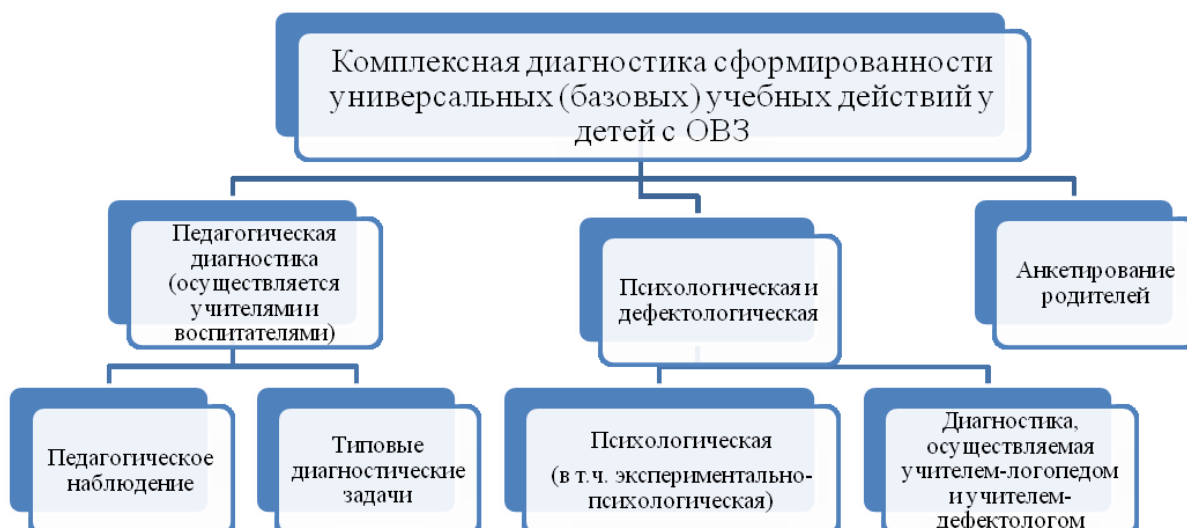 Комплексная диагностика сформированности
универсальных (базовых) учебных действий у
детей с ОВЗ
Педагогическая
диагностика
(осуществляется
учителями и
воспитателями)
Психологическая и
дефектологическая
Анкетирование
родителей
Педагогическое
наблюдение
Типовые
диагностические
задачи
Психологическая
(в т.ч. экспериментально-
психологическая)
Диагностика,
осуществляемая
учителем-логопедом
и учителем-
дефектологом